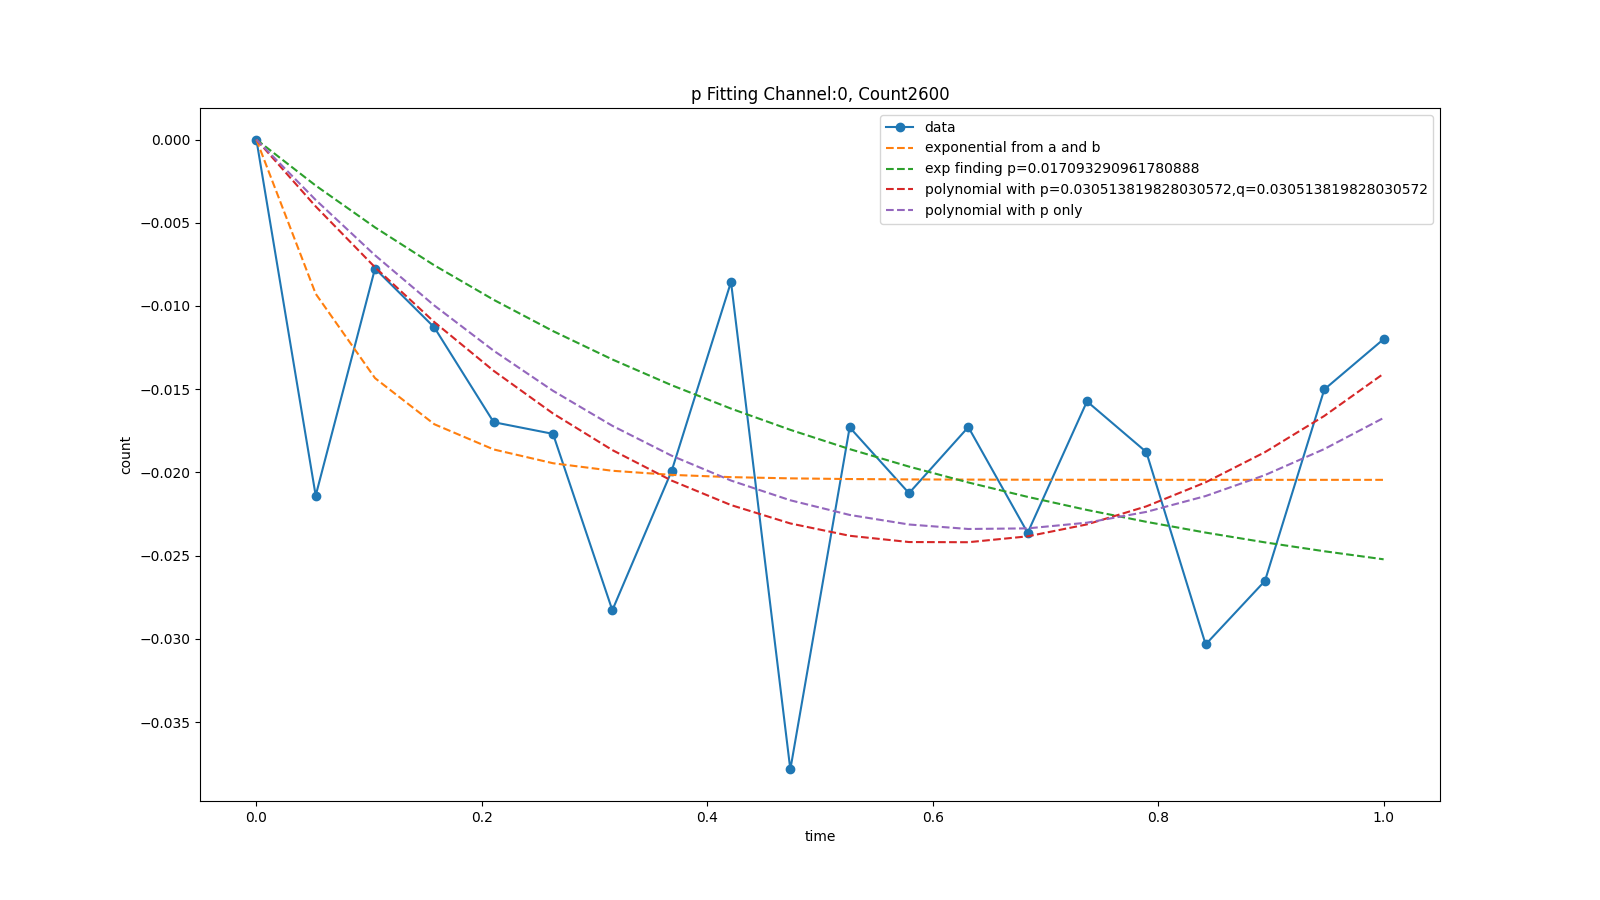 p Fitting Channel:0, Count2600
data
exponential from a and b
exp finding p=0.017093290961780888
polynomial with p=0.030513819828030572,q=0.030513819828030572
polynomial with p only
0.000
−0.005
−0.010
−0.015
−0.020
−0.025
−0.030
−0.035
count
0.0 0.2 0.4 0.6 0.8 1.0
time